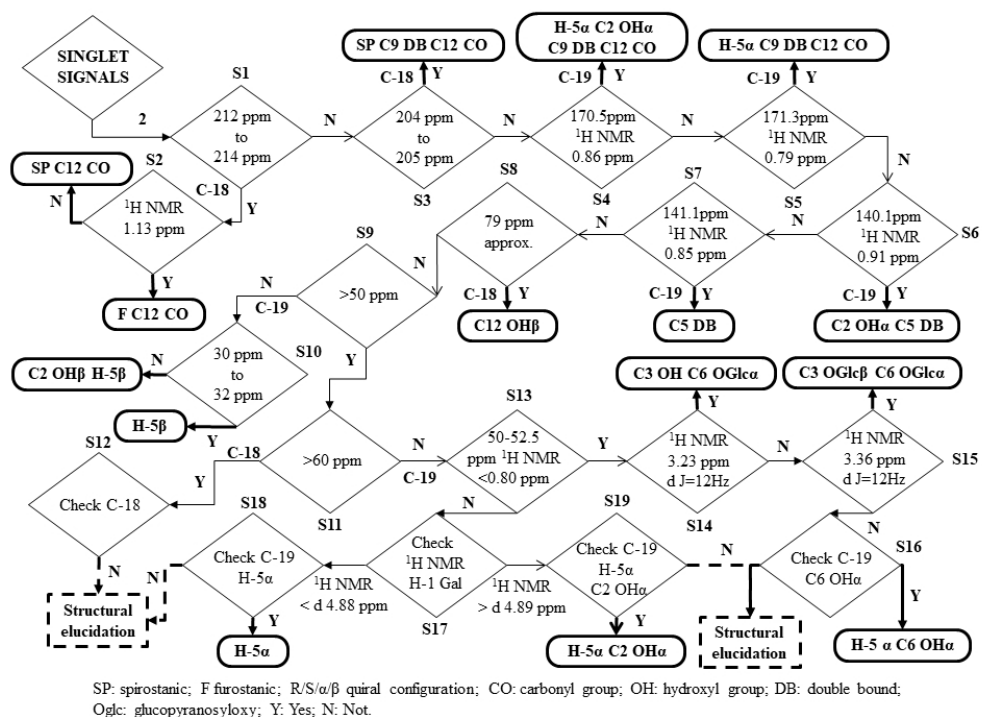 SINGLET
SIGNALS
2
S1
212 ppm
to
214 ppm
N
C-18
Y
S2
¹H NMR
1.13 ppm
N
SP C12 CO
Y
F C12 CO
SP C9 DB C12 CO
C-18
Y
204 ppm
to
205 ppm
S3
N
H-5α C2 OHα
C9 DB C12 CO
C-19
Y
170.5ppm
¹H NMR
0.86 ppm
S4
N
H-5α C9 DB C12 CO
C-19
Y
171.3ppm
¹H NMR
0.79 ppm
S5
N
140.1ppm
¹H NMR
0.91 ppm
S6
N
C-19
Y
C2 OHα C5 DB
S7
141.1ppm
¹H NMR
0.85 ppm
N
C-19
Y
C5 DB
S8
79 ppm
approx.
N
C-18
Y
C12 OHβ
S9
>50 ppm
N
C-19
Y
30 ppm
to
32 ppm
S10
N
C2 OHβ H-5β
Y
H-5β
>60 ppm
S11
C-18
Y
N
C-19
S12
Check C-18
N
Structural
elucidation
S13
50-52.5
ppm ¹H NMR
<0.80 ppm
Y
N
C3 OH C6 OGlcα
Y
¹H NMR
3.23 ppm
d J=12Hz
S14
N
C3 OGlcβ C6 OGlcα
Y
¹H NMR
3.36 ppm
d J=12Hz
S15
N
Check C-19
C6 OHα
S16
N
Y
Structural
elucidation
H-5 α C6 OHα
Check
¹H NMR
H-1 Gal
S17
¹H NMR
< d 4.88 ppm
¹H NMR
> d 4.89 ppm
S18
Check C-19
H-5α
N
Y
H-5α
S19
Check C-19
H-5α
C2 OHα
Y
H-5α C2 OHα
SP: spirostanic; F furostanic; R/S/α/β quiral configuration; CO: carbonyl group; OH: hydroxyl group; DB: double bound;
Oglc: glucopyranosyloxy; Y: Yes; N: Not.